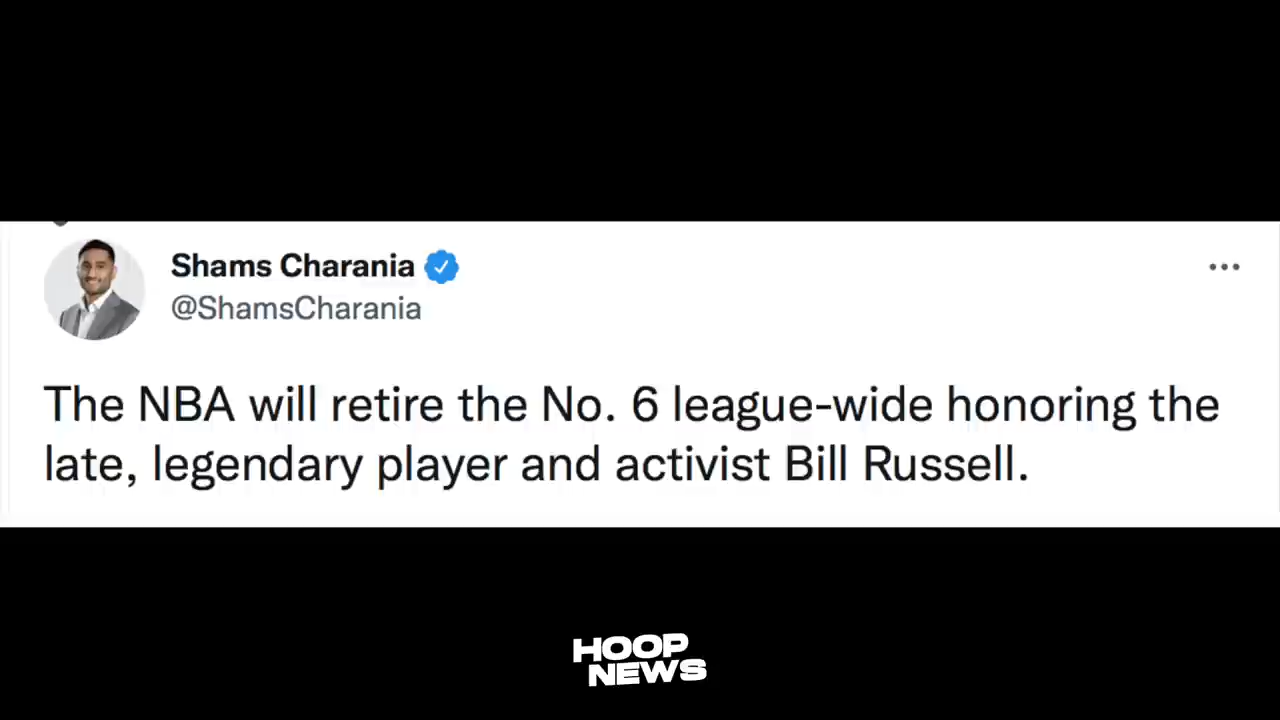 Shams Charania
@ShamsCharania
The NBA will retire the No. 6 league-wide honoring the
late, legendary player and activist Bill Russell.
HOOP
NEWS